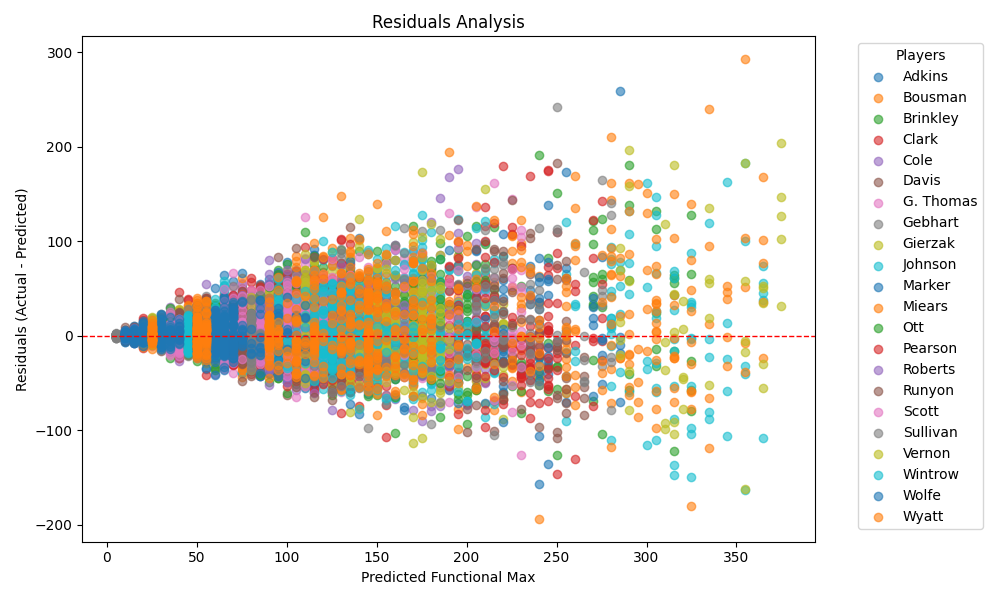 Residuals Analysis
Residuals (Actual - Predicted)
300
200
100
0
−100
−200
0
50
100
150
200
250
300
350
Predicted Functional Max
Players
Adkins
Bousman
Brinkley
Clark
Cole
Davis
G. Thomas
Gebhart
Gierzak
Johnson
Marker
Miears
Ott
Pearson
Roberts
Runyon
Scott
Sullivan
Vernon
Wintrow
Wolfe
Wyatt